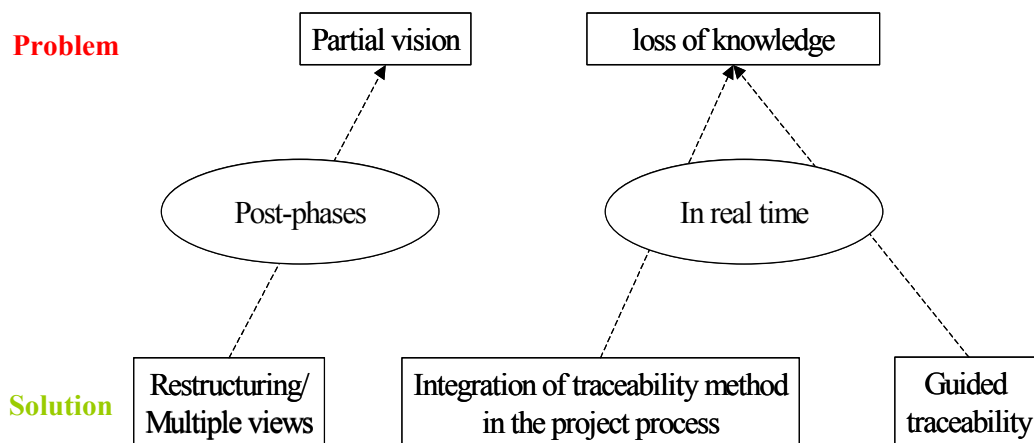 Problem
Partial vision
loss of knowledge
Post-phases
In real time
Solution
Restructuring/
Multiple views
Integration of traceability method
in the project process
Guided
traceability